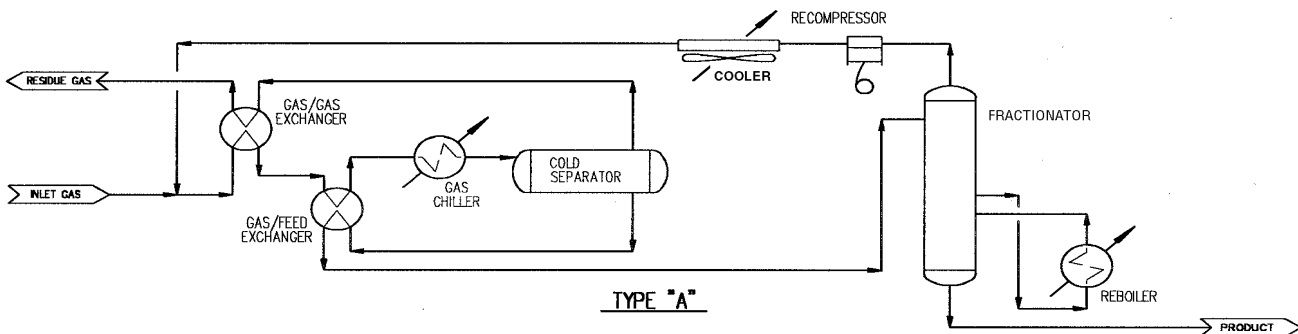 RECOMPRESSOR
COOLER
RESIDUE GAS
GAS/GAS
EXCHANGER
FRACTIONATOR
COLD
SEPARATOR
INLET GAS
GAS
CHILLER
GAS/FEED
EXCHANGER
REBOILER
TYPE "A"
PRODUCT